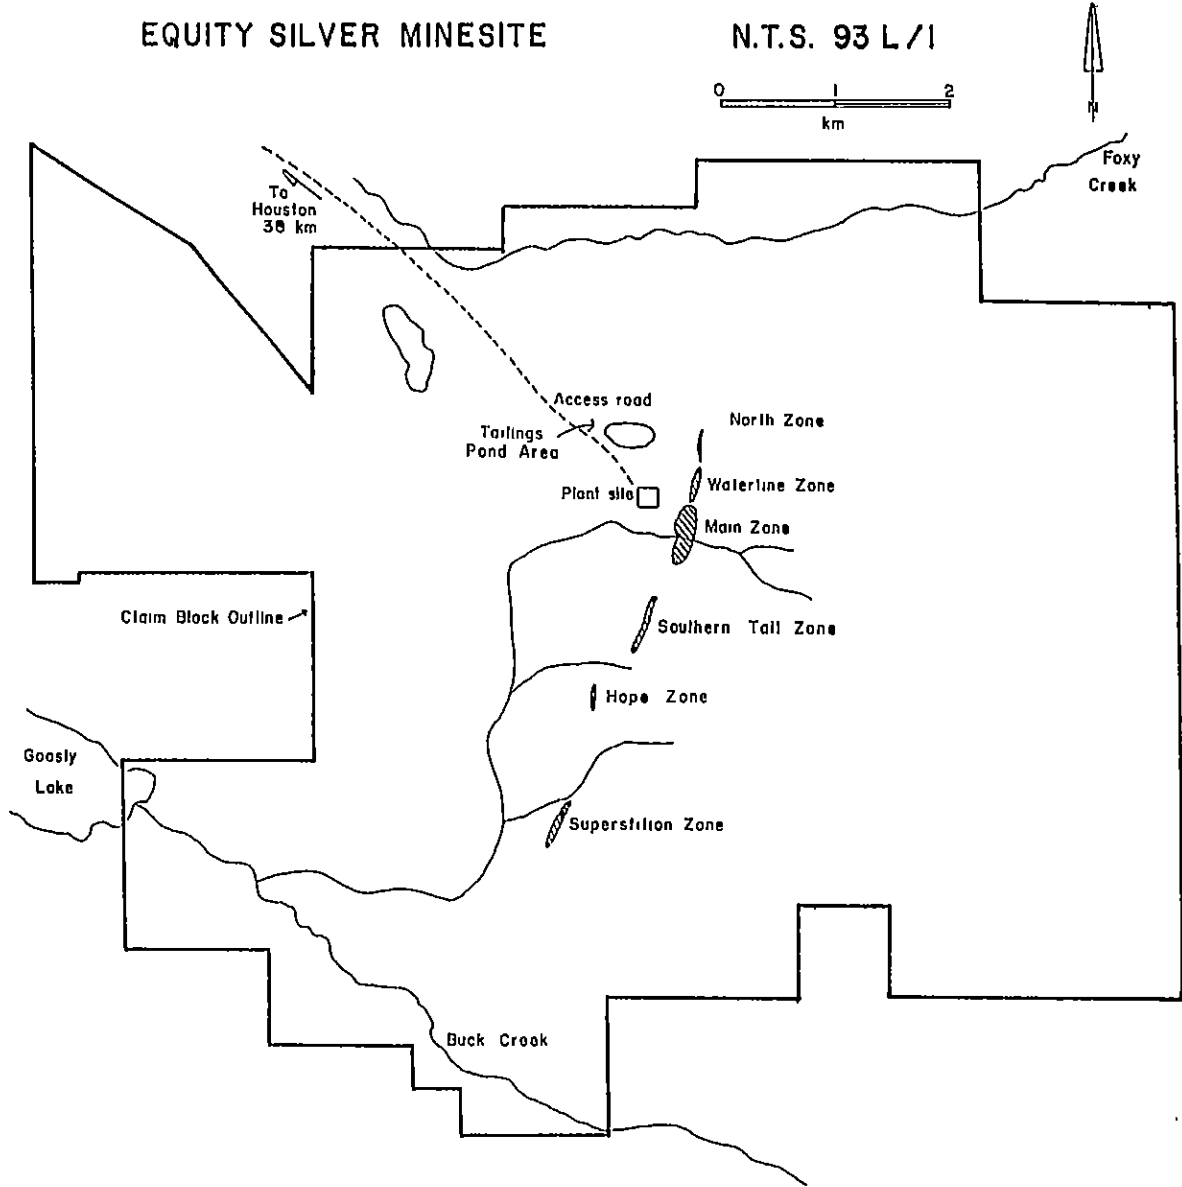 EQUITY SILVER MINESITE
N.T.S. 93 L/1
0 1 2
km
N
Foxy
Creek
To
Houston
38 km
Access road
Tailings
Pond Area
North Zone
Plant site
Waterline Zone
Main Zone
Claim Block Outline
Southern Tail Zone
Hope Zone
Goosly
Lake
Superstition Zone
Buck Creek